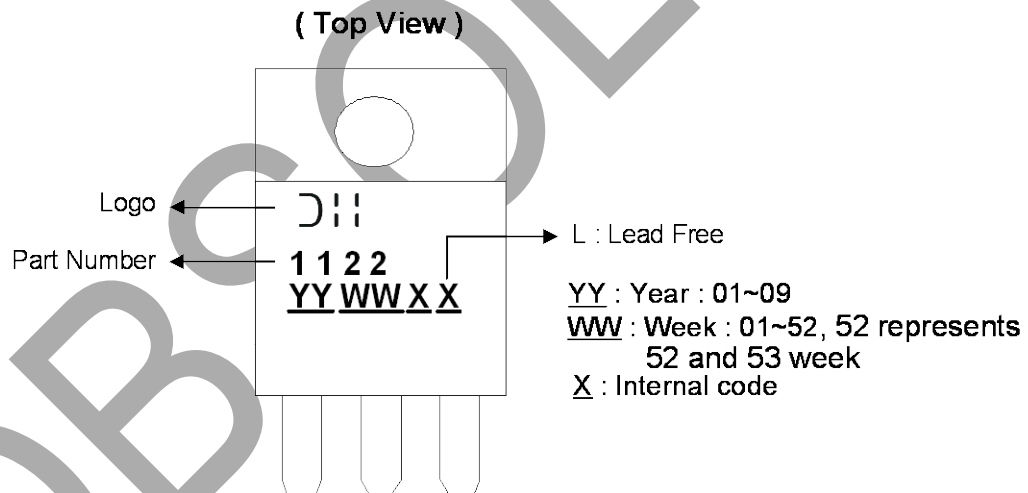 ( Top View )
Logo
Part Number
1122
YY WW X X
L : Lead Free
YY : Year : 01~09
WW : Week : 01~52, 52 represents
52 and 53 week
X : Internal code
OBSOL